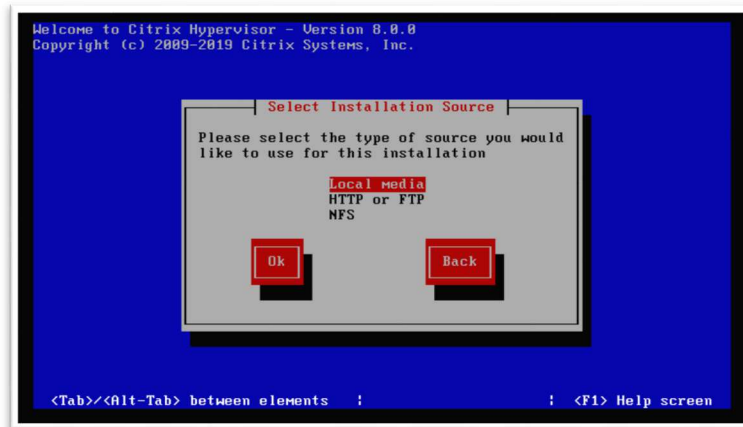 Welcome to Citrix Hypervisor - Version 8.0.0
Copyright (c) 2009-2019 Citrix Systems, Inc.
Select Installation Source
Please select the type of source you would
like to use for this installation
Local media
HTTP or FTP
NFS
Ok Back
<Tab>/<Alt-Tab> between elements ¦ ¦ <F1> Help screen